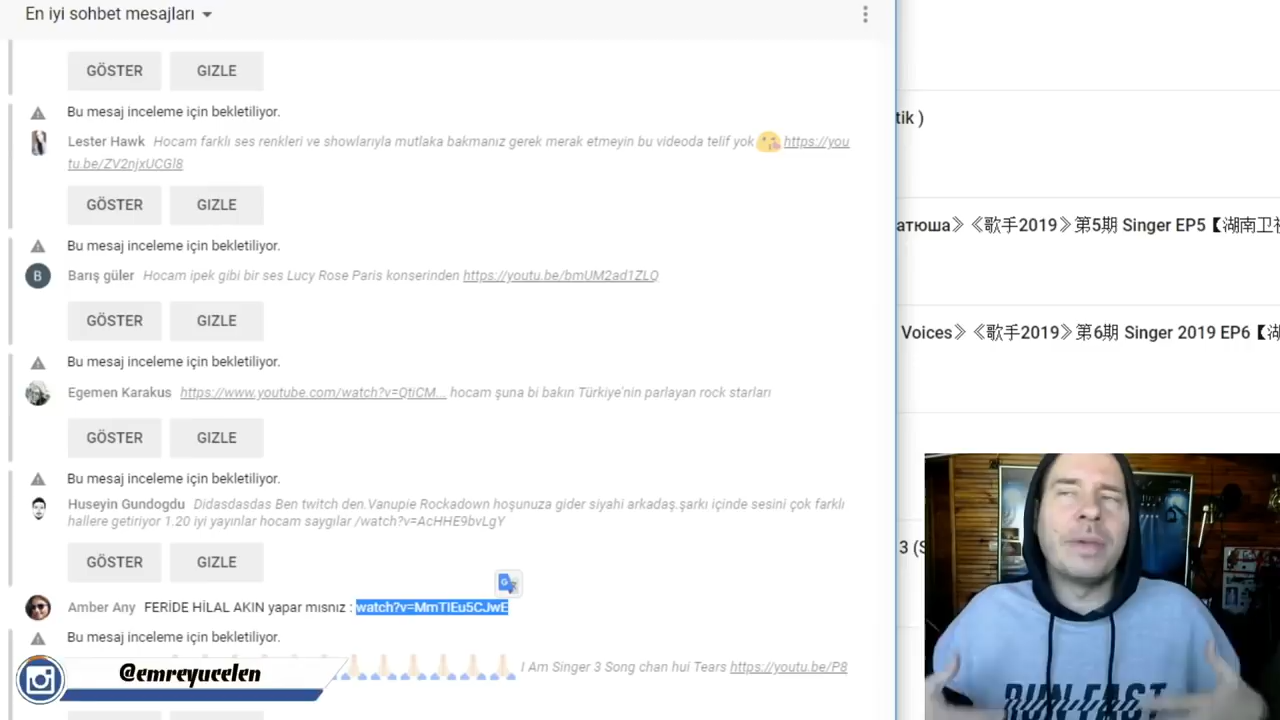 En iyi sohbet mesajları
GÖSTER GIZLE
Bu mesaj inceleme için bekletiliyor.
Lester Hawk Hocam farklı ses renkleri ve showlarıyla mutlaka bakmanız gerek merak etmeyin bu videoda telif yok https://you
tu.be/ZV2njxUCGl8
GÖSTER GIZLE
Bu mesaj inceleme için bekletiliyor.
B Barış güler Hocam ipek gibi bir ses Lucy Rose Paris konserinden https://youtu.be/bmUM2ad1ZLQ
GÖSTER GIZLE
Bu mesaj inceleme için bekletiliyor.
Egemen Karakus https://www.youtube.com/watch?v=QtiCM... hocam şuna bi bakın Türkiye'nin parlayan rock starları
GÖSTER GIZLE
Bu mesaj inceleme için bekletiliyor.
Huseyin Gundogdu Didasdasdas Ben twitch den.Vanupie Rockadown hoşunuza gider siyahi arkadaş.şarkı içinde sesini çok farklı
hallere getiriyor 1.20 iyi yayınlar hocam saygılar /watch?v=AcHHE9bvLgY
GÖSTER GIZLE
Amber Any FERİDE HİLAL AKIN yapar mısnız : watch?v=MmTIEu5CJwE
Bu mesaj inceleme için bekletiliyor.
I Am Singer 3 Song chan hui Tears https://youtu.be/P8
@emreyucelen
tik )
атюша》《歌手2019》第5期 Singer EP5【湖南卫视
Voices》《歌手2019》第6期 Singer 2019 EP6【湖
3 (S
RUN FAST